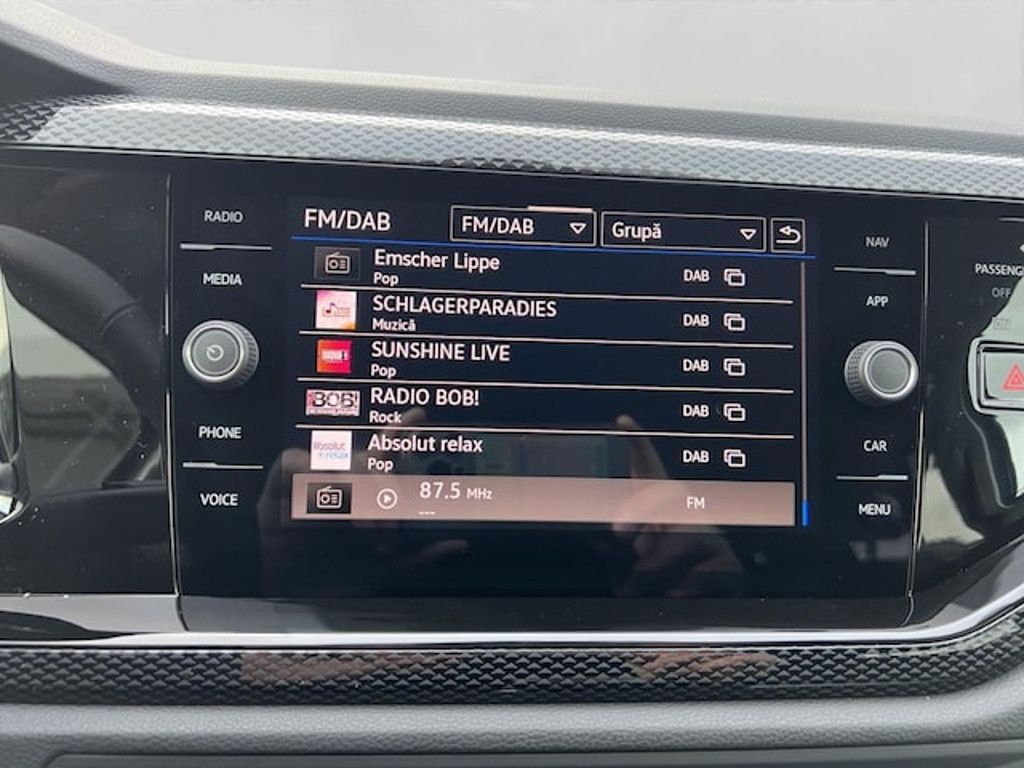 RADIO
MEDIA
PHONE
VOICE
FM/DAB
FM/DAB
Grupă
Emscher Lippe
Pop
DAB
SCHLAGERPARADIES
Muzică
DAB
SUNSHINE LIVE
Pop
DAB
BOB!
RADIO BOB!
Rock
DAB
absolut
relax
Absolut relax
Pop
DAB
87.5 MHz
---
FM
NAV
APP
CAR
MENU
PASSENG
OFF